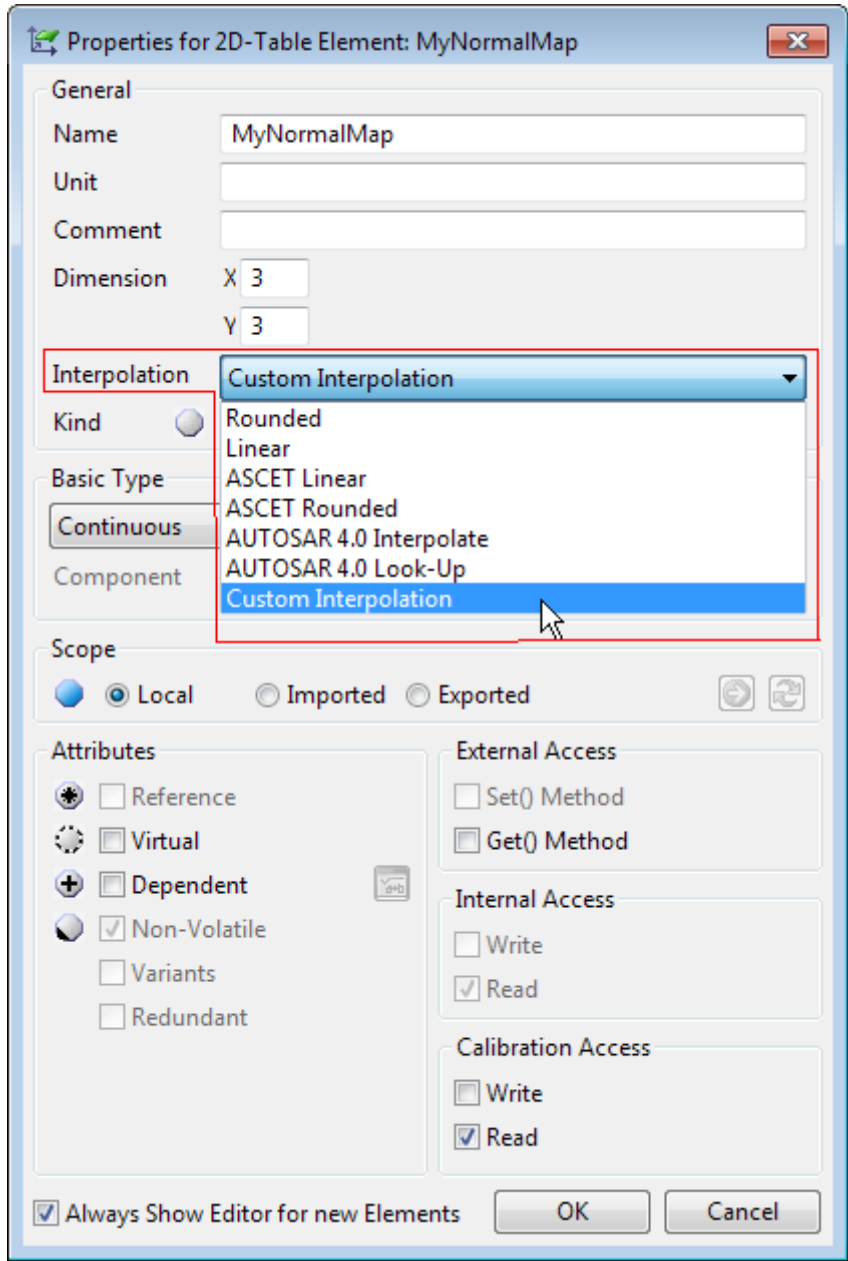 Properties for 2D-Table Element: MyNormalMap
General
Name MyNormalMap
Unit
Comment
Dimension X 3
Y 3
Interpolation Custom Interpolation
Kind Rounded
Linear
Basic Type ASCET Linear
ASCET Rounded
Continuous AUTOSAR 4.0 Interpolate
Component AUTOSAR 4.0 Look-Up
Custom Interpolation
Scope
Local Imported Exported
Attributes
Reference
Virtual
Dependent
a+b
Non-Volatile
Variants
Redundant
External Access
Set() Method
Get() Method
Internal Access
Write
Read
Calibration Access
Write
Read
Always Show Editor for new Elements OK Cancel